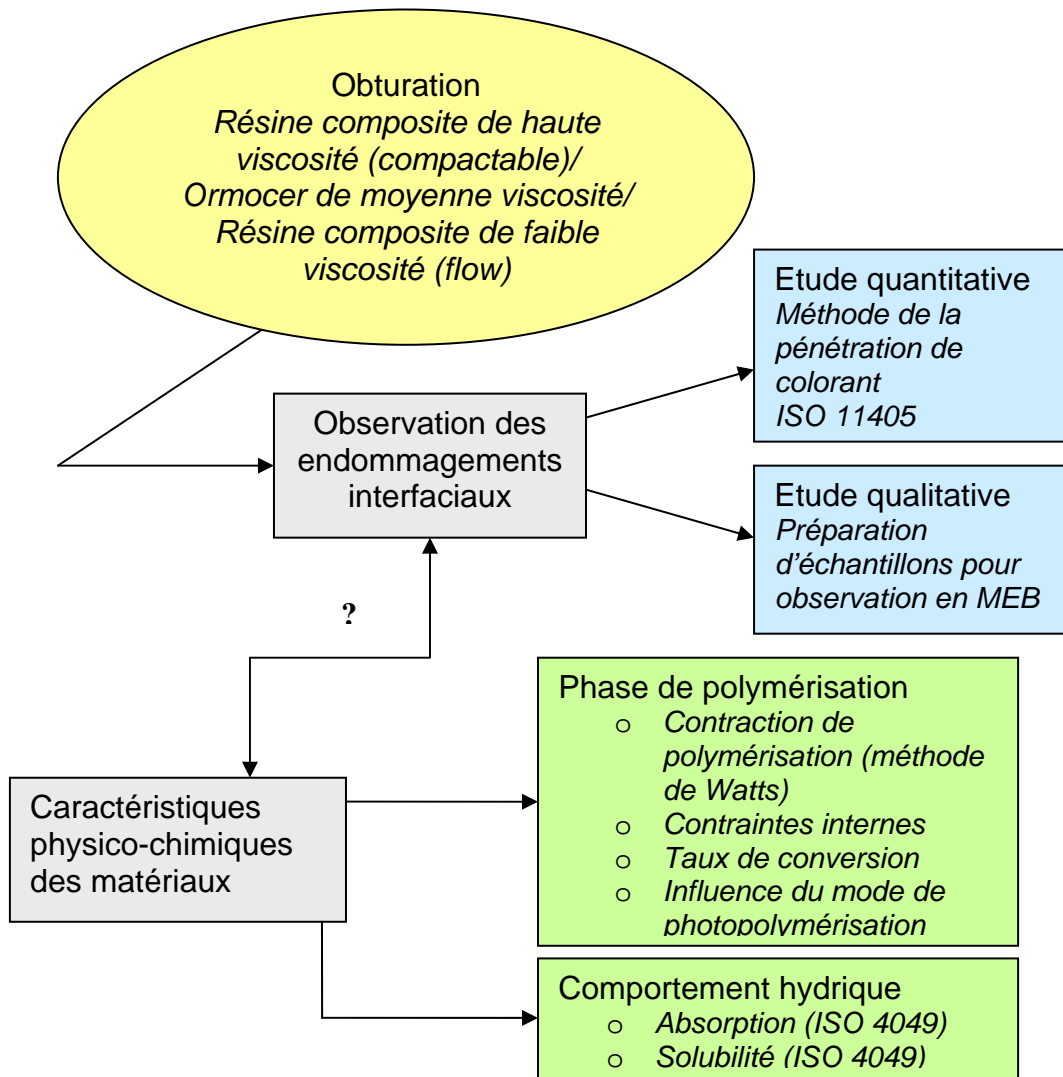 Obturation
Résine composite de haute
viscosité (compactable)/
Ormocer de moyenne viscosité/
Résine composite de faible
viscosité (flow)
Etude quantitative
Méthode de la
pénétration de
colorant
ISO 11405
Observation des
endommagements
interfaciaux
Etude qualitative
Préparation
d'échantillons pour
observation en MEB
?
Phase de polymérisation
o Contraction de
polymérisation (méthode
de Watts)
o Contraintes internes
o Taux de conversion
o Influence du mode de
photopolymérisation
Caractéristiques
physico-chimiques
des matériaux
Comportement hydrique
o Absorption (ISO 4049)
o Solubilité (ISO 4049)